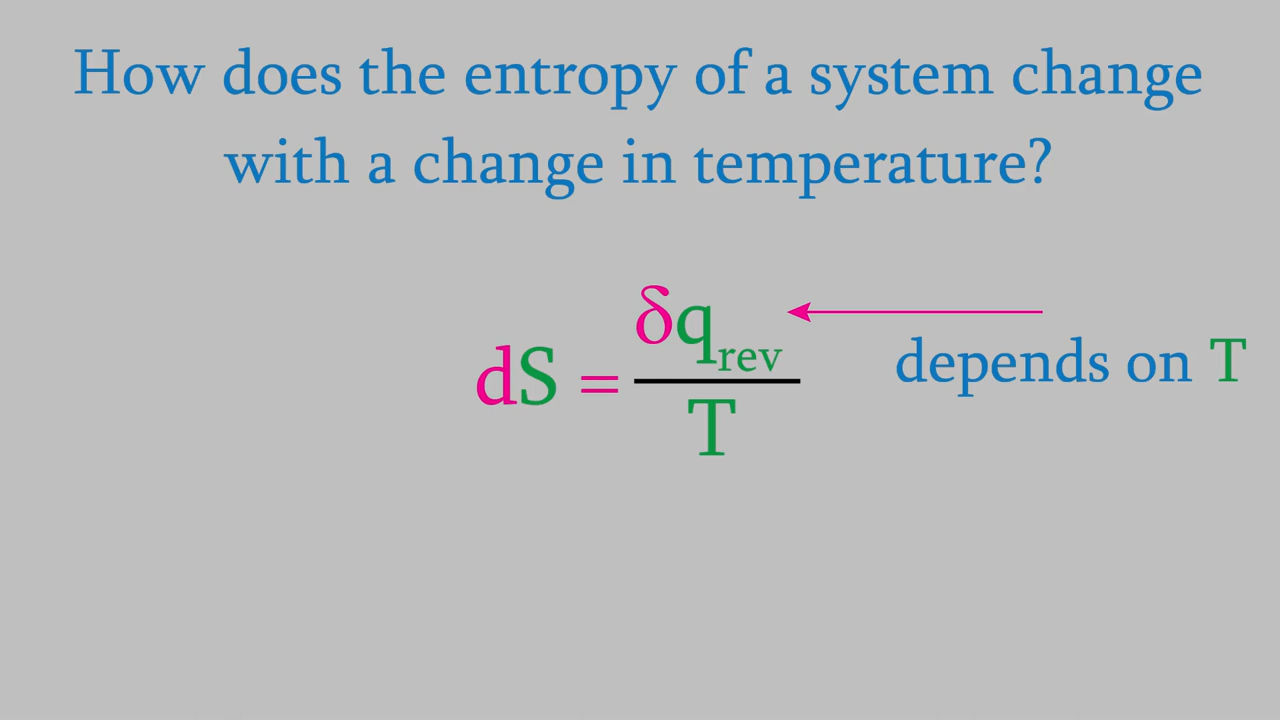 How does the entropy of a system change
with a change in temperature?
dS = δq_rev / T
depends on T